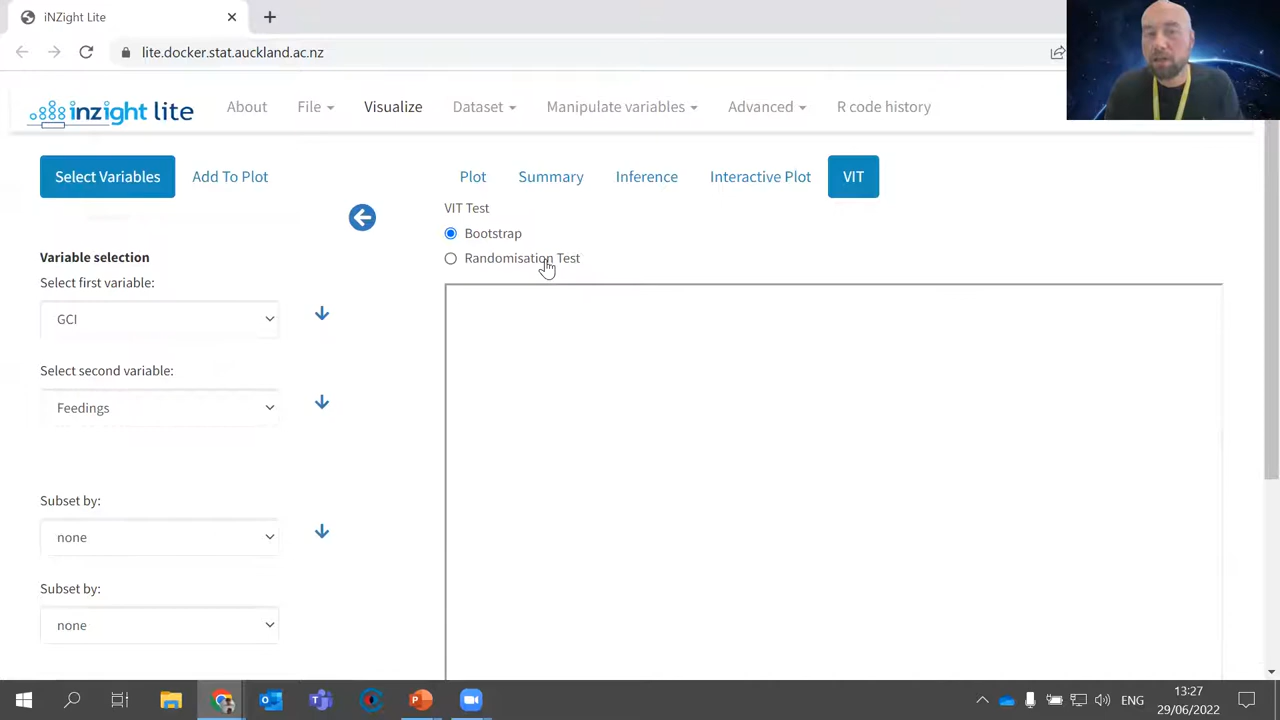 iNZight Lite
lite.docker.stat.auckland.ac.nz
inzight lite
About
File
Visualize
Dataset
Manipulate variables
Advanced
R code history
Select Variables
Add To Plot
Plot
Summary
Inference
Interactive Plot
VIT
VIT Test
Bootstrap
Randomisation Test
Variable selection
Select first variable:
GCI
Select second variable:
Feedings
Subset by:
none
Subset by:
none
ENG
13:27
29/06/2022